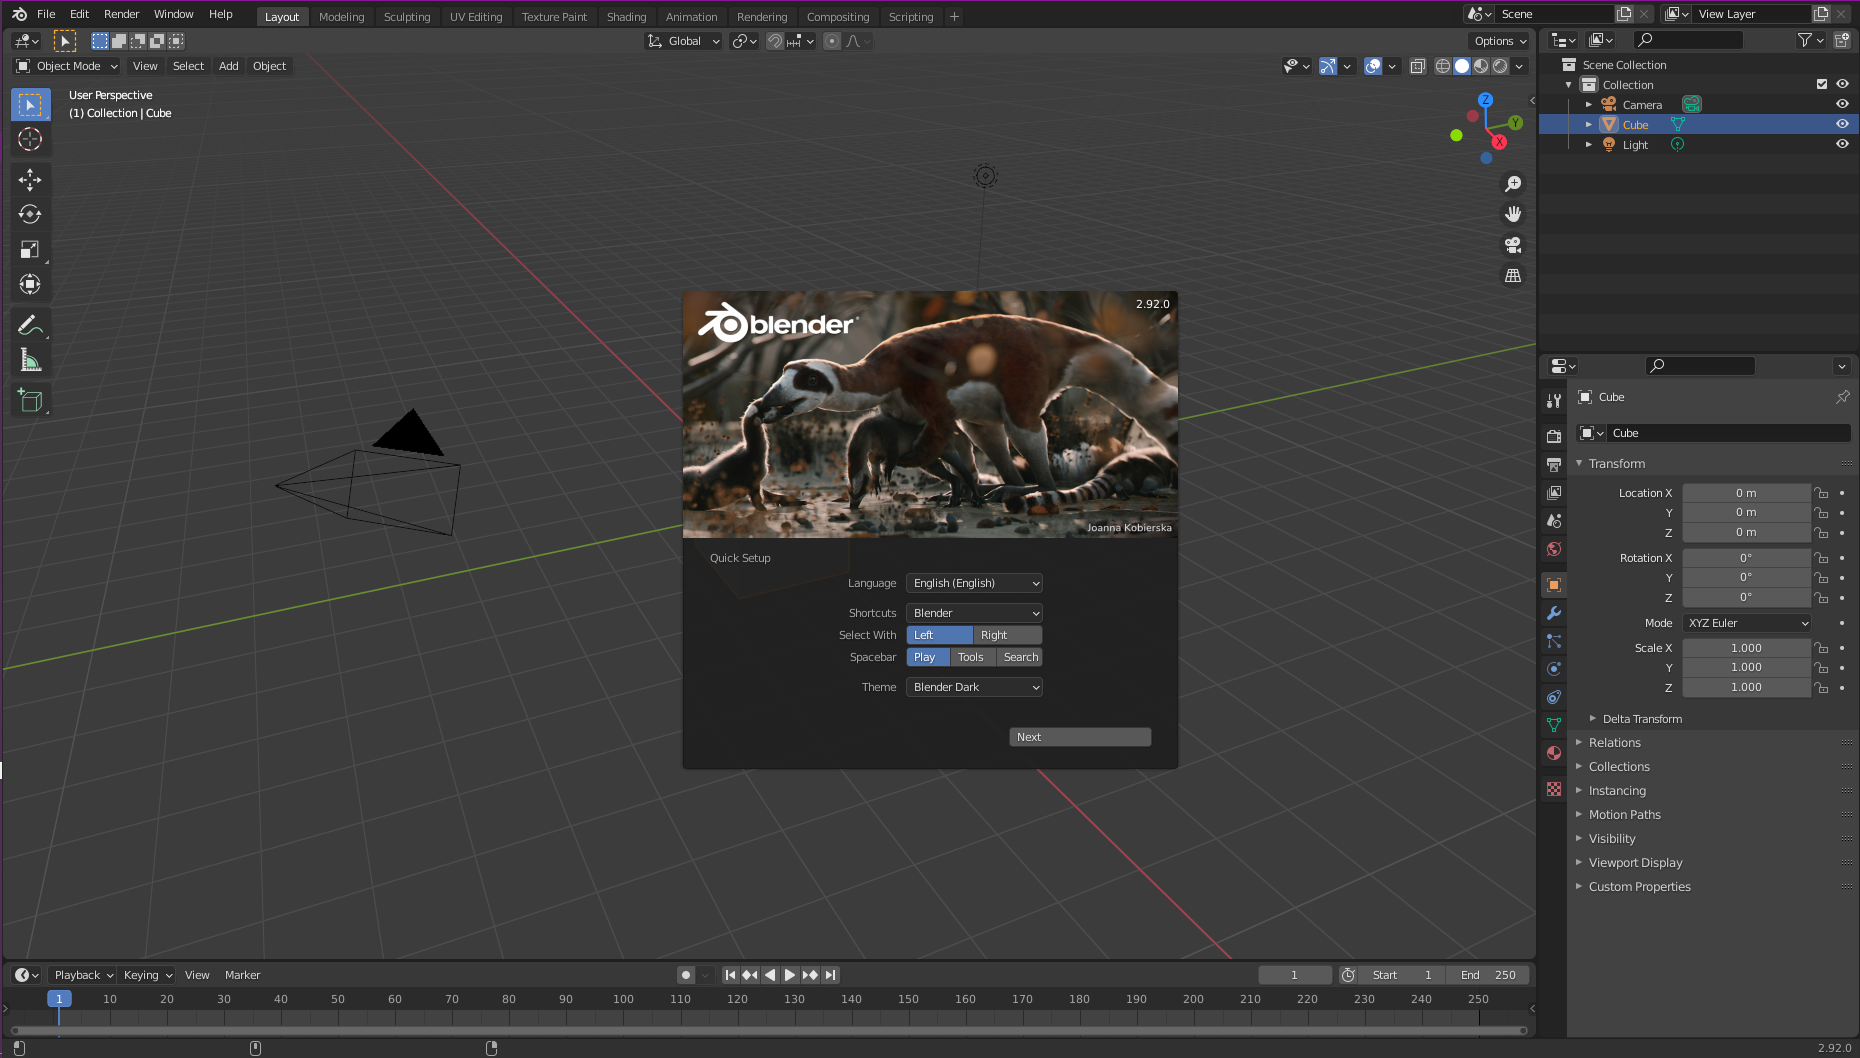 File Edit Render Window Help Layout Modeling Sculpting UV Editing Texture Paint Shading Animation Rendering Compositing Scripting + Scene View Layer
Global Options
Object Mode View Select Add Object
User Perspective
(1) Collection | Cube
Z
Y
X
Scene Collection
Collection
Camera
Cube
Light
blender
2.92.0
Joanna Kobierska
Quick Setup
Language English (English)
Shortcuts Blender
Select With Left Right
Spacebar Play Tools Search
Theme Blender Dark
Next
Cube
Cube
Transform
Location X 0 m
Y 0 m
Z 0 m
Rotation X 0°
Y 0°
Z 0°
Mode XYZ Euler
Scale X 1.000
Y 1.000
Z 1.000
Delta Transform
Relations
Collections
Instancing
Motion Paths
Visibility
Viewport Display
Custom Properties
Playback Keying View Marker 1 Start 1 End 250
1 10 20 30 40 50 60 70 80 90 100 110 120 130 140 150 160 170 180 190 200 210 220 230 240 250
2.92.0